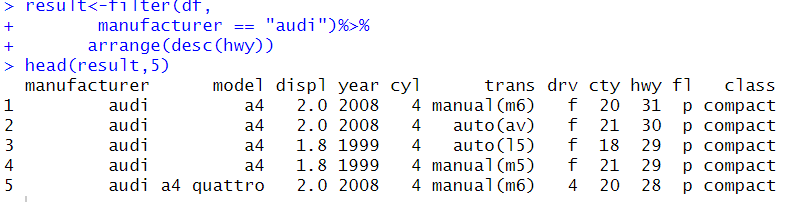 > result<-filter(df,
+        manufacturer == "audi")%>%
+       arrange(desc(hwy))
> head(result,5)
  manufacturer      model displ year cyl      trans drv cty hwy fl   class
1         audi         a4   2.0 2008   4 manual(m6)   f  20  31  p compact
2         audi         a4   2.0 2008   4   auto(av)   f  21  30  p compact
3         audi         a4   1.8 1999   4   auto(l5)   f  18  29  p compact
4         audi         a4   1.8 1999   4 manual(m5)   f  21  29  p compact
5         audi a4 quattro   2.0 2008   4 manual(m6)   4  20  28  p compact